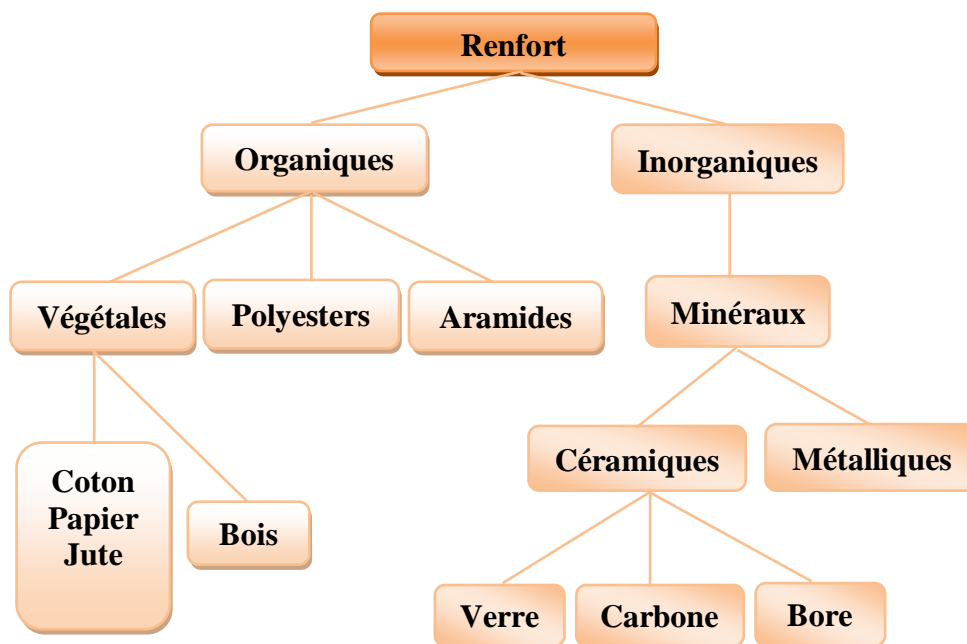 Renfort
Organiques
Inorganiques
Végétales
Polyesters
Aramides
Minéraux
Céramiques
Métalliques
Coton
Papier
Jute
Bois
Verre
Carbone
Bore